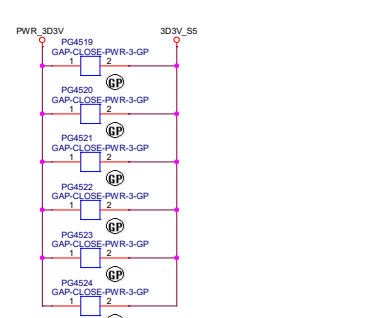 PWR_3D3V 3D3V_S5
PG4519
GAP-CLOSE-PWR-3-GP
1 2
GP
PG4520
GAP-CLOSE-PWR-3-GP
1 2
GP
PG4521
GAP-CLOSE-PWR-3-GP
1 2
GP
PG4522
GAP-CLOSE-PWR-3-GP
1 2
GP
PG4523
GAP-CLOSE-PWR-3-GP
1 2
GP
PG4524
GAP-CLOSE-PWR-3-GP
1 2